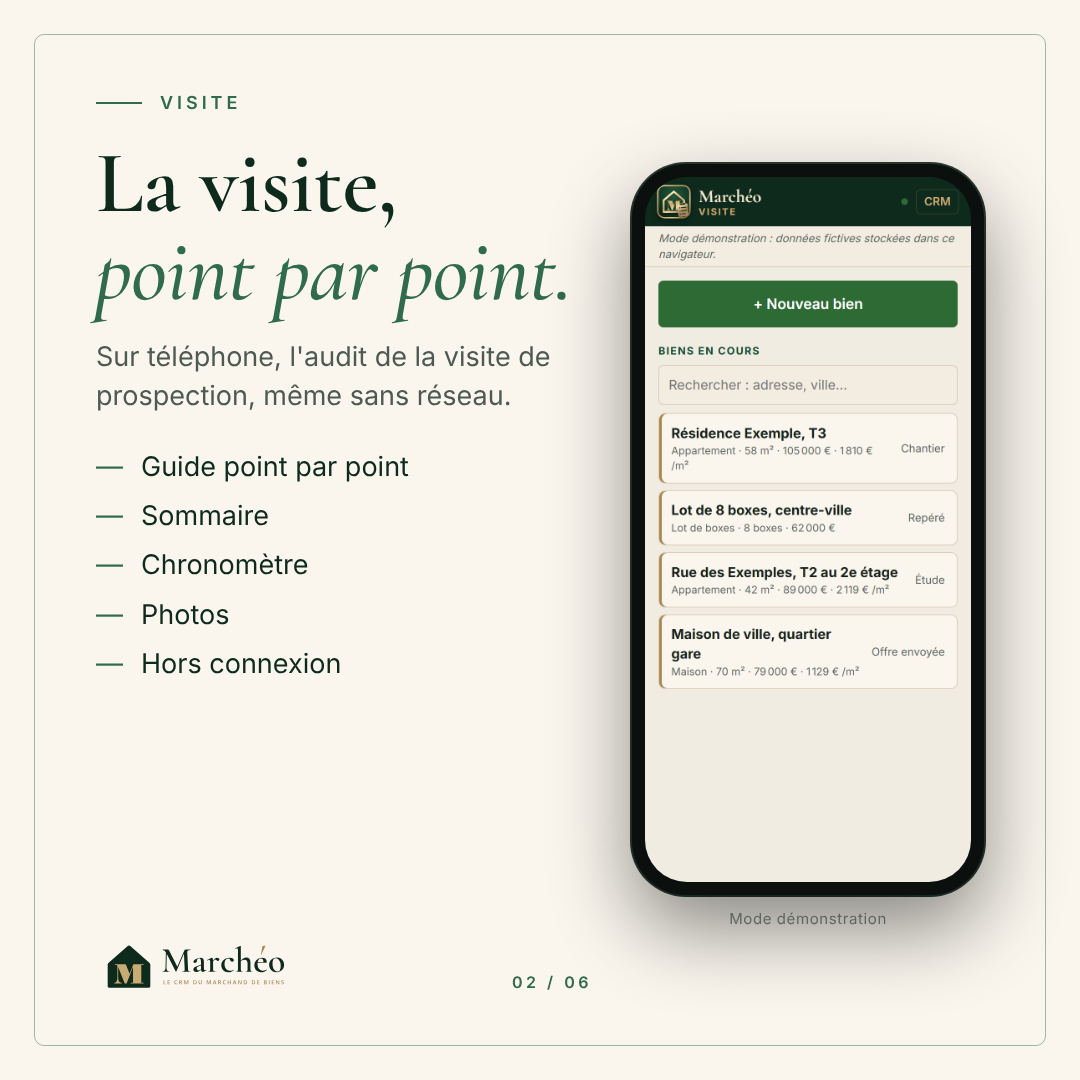 VISITE
La visite,
point par point.
Sur téléphone, l'audit de la visite de
prospection, même sans réseau.
— Guide point par point
— Sommaire
— Chronomètre
— Photos
— Hors connexion
M
Marchéo
VISITE
CRM
Mode démonstration : données fictives stockées dans ce
navigateur.
+ Nouveau bien
BIENS EN COURS
Rechercher : adresse, ville...
Résidence Exemple, T3
Appartement · 58 m² · 105 000 € · 1 810 €
/m²
Chantier
Lot de 8 boxes, centre-ville
Lot de boxes · 8 boxes · 62 000 €
Repéré
Rue des Exemples, T2 au 2e étage
Appartement · 42 m² · 89 000 € · 2 119 € /m²
Étude
Maison de ville, quartier
gare
Maison · 70 m² · 79 000 € · 1 129 € /m²
Offre envoyée
Mode démonstration
M
Marchéo
LE CRM DU MARCHAND DE BIENS
02 / 06